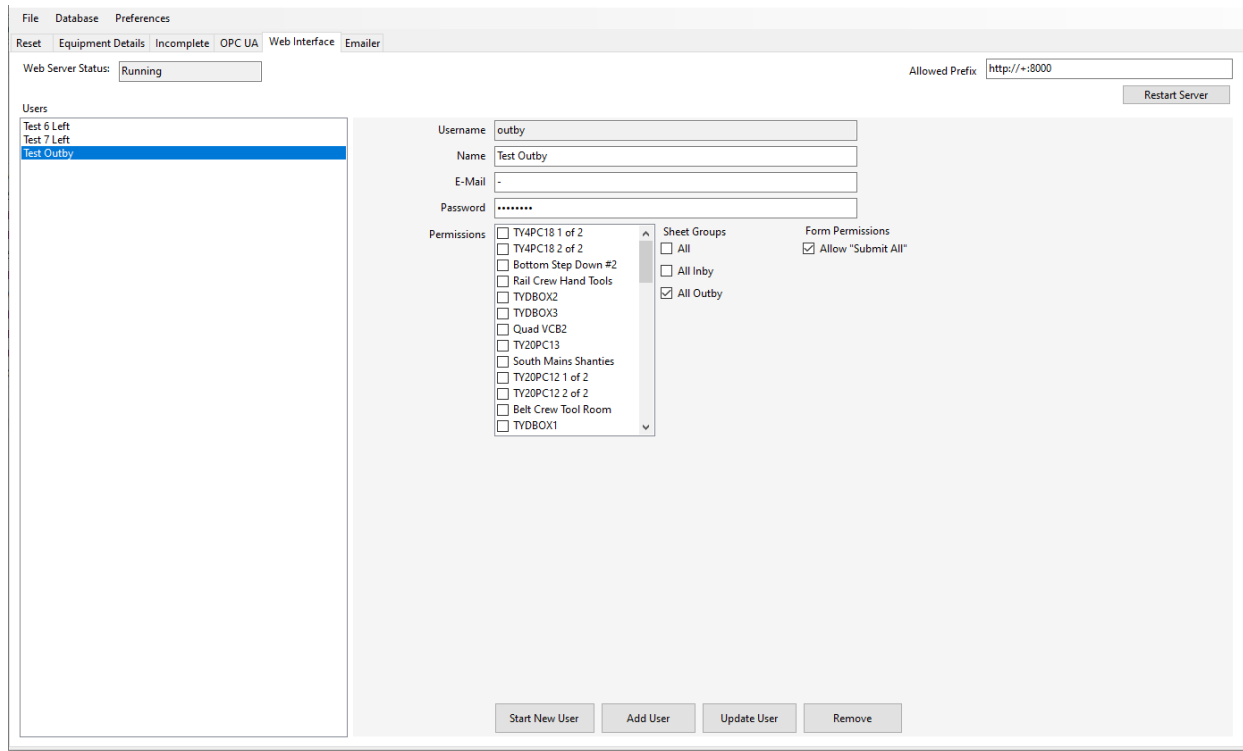 File Database Preferences
Reset Equipment Details Incomplete OPC UA Web Interface Emailer
Web Server Status: Running
Allowed Prefix http://+:8000
Restart Server
Users
Test 6 Left
Test 7 Left
Test Outby
Username outby
Name Test Outby
E-Mail -
Password ••••••••
Permissions
TY4PC18 1 of 2
TY4PC18 2 of 2
Bottom Step Down #2
Rail Crew Hand Tools
TYDBOX2
TYDBOX3
Quad VCB2
TY20PC13
South Mains Shanties
TY20PC12 1 of 2
TY20PC12 2 of 2
Belt Crew Tool Room
TYDBOX1
Sheet Groups
All
All Inby
All Outby
Form Permissions
Allow "Submit All"
Start New User Add User Update User Remove